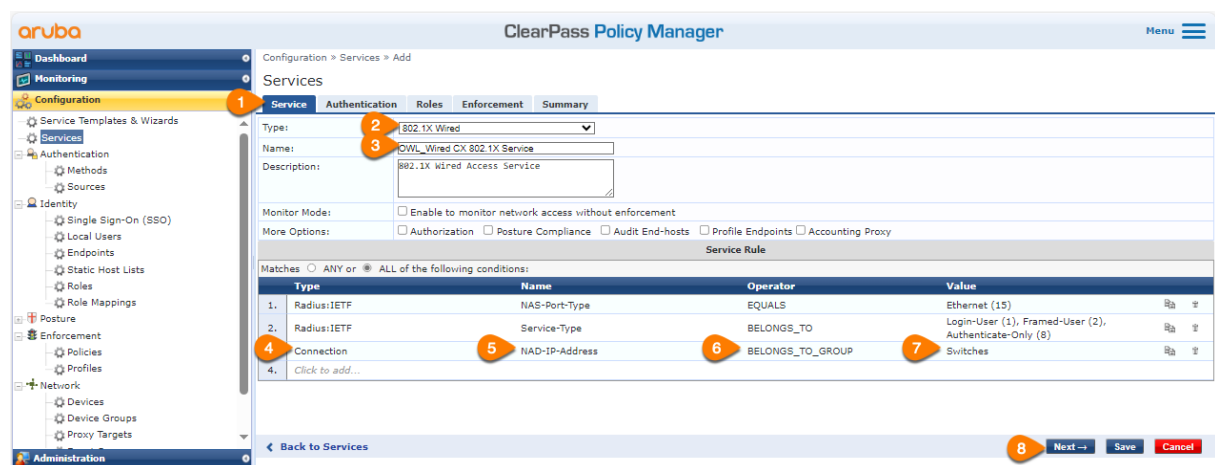 aruba
ClearPass Policy Manager
Menu
Dashboard
Monitoring
Configuration
Service Templates & Wizards
Services
Authentication
Methods
Sources
Identity
Single Sign-On (SSO)
Local Users
Endpoints
Static Host Lists
Roles
Role Mappings
Posture
Enforcement
Policies
Profiles
Network
Devices
Device Groups
Proxy Targets
Administration
Configuration » Services » Add
Services
1 Service Authentication Roles Enforcement Summary
Type: 2 802.1X Wired
Name: 3 OWL_Wired CX 802.1X Service
Description: 802.1X Wired Access Service
Monitor Mode: Enable to monitor network access without enforcement
More Options: Authorization Posture Compliance Audit End-hosts Profile Endpoints Accounting Proxy
Service Rule
Matches ANY or ALL of the following conditions:
Type Name Operator Value
1. Radius:IETF NAS-Port-Type EQUALS Ethernet (15)
2. Radius:IETF Service-Type BELONGS_TO Login-User (1), Framed-User (2),
Authenticate-Only (8)
4 Connection 5 NAD-IP-Address 6 BELONGS_TO_GROUP 7 Switches
4. Click to add...
Back to Services 8 Next→ Save Cancel